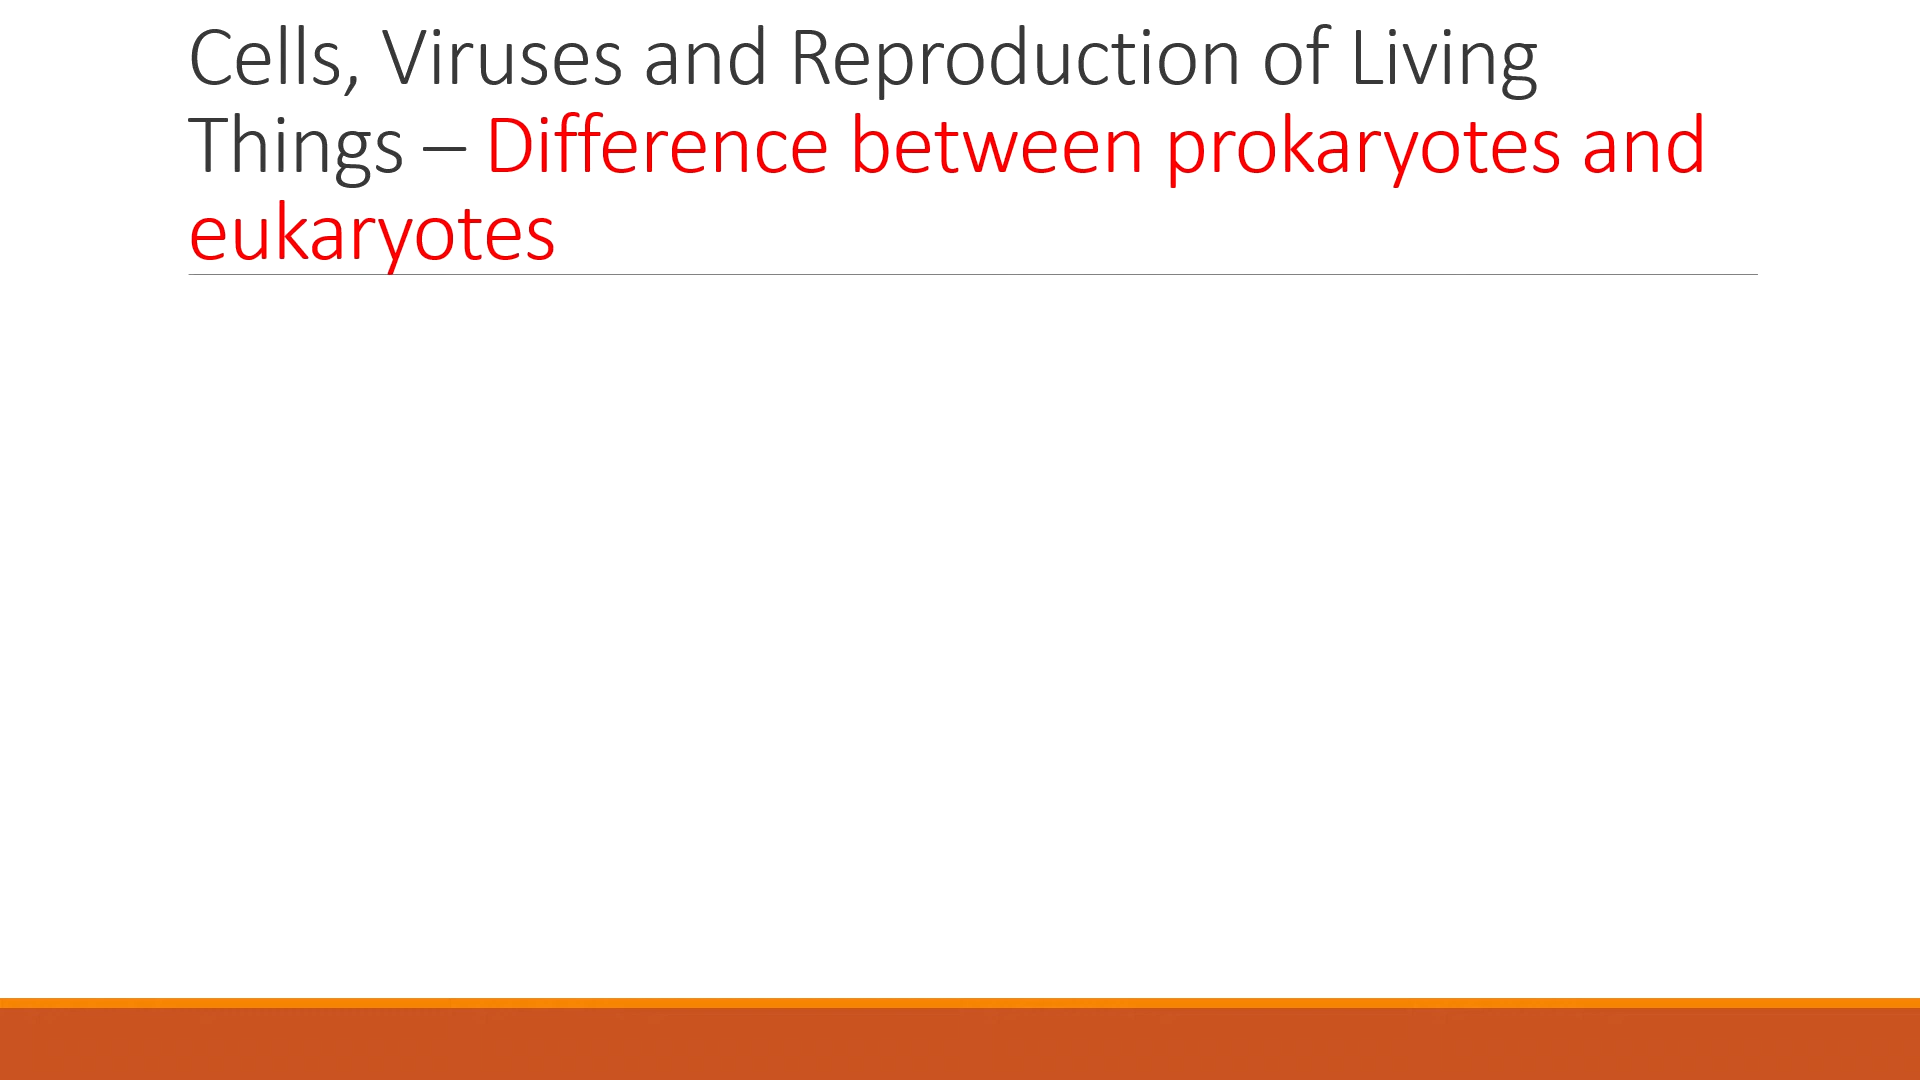 Cells, Viruses and Reproduction of Living
Things – Difference between prokaryotes and
eukaryotes